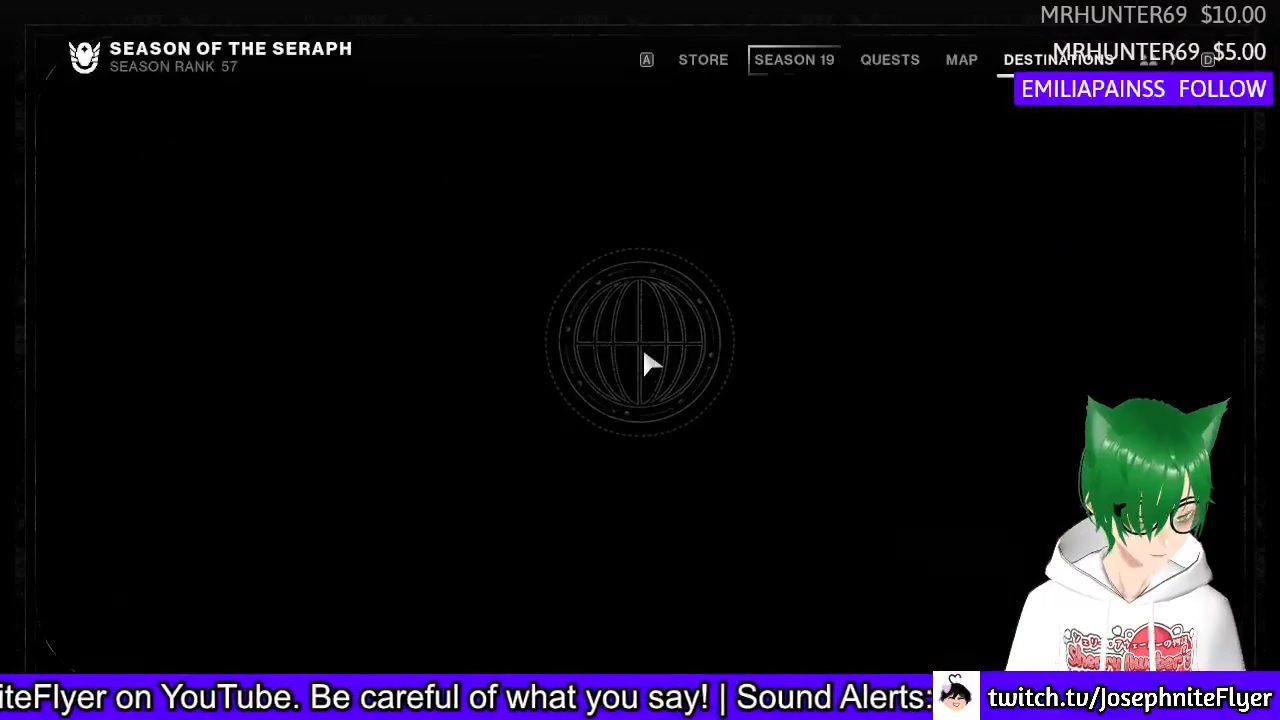 MRHUNTER69 $10.00
SEASON OF THE SERAPH
SEASON RANK 57
A STORE SEASON 19 QUESTS MAP DESTINATIONS D
MRHUNTER69 $5.00
EMILIAPAINSS FOLLOW
iteFlyer on YouTube. Be careful of what you say! | Sound Alerts:
twitch.tv/JosephniteFlyer